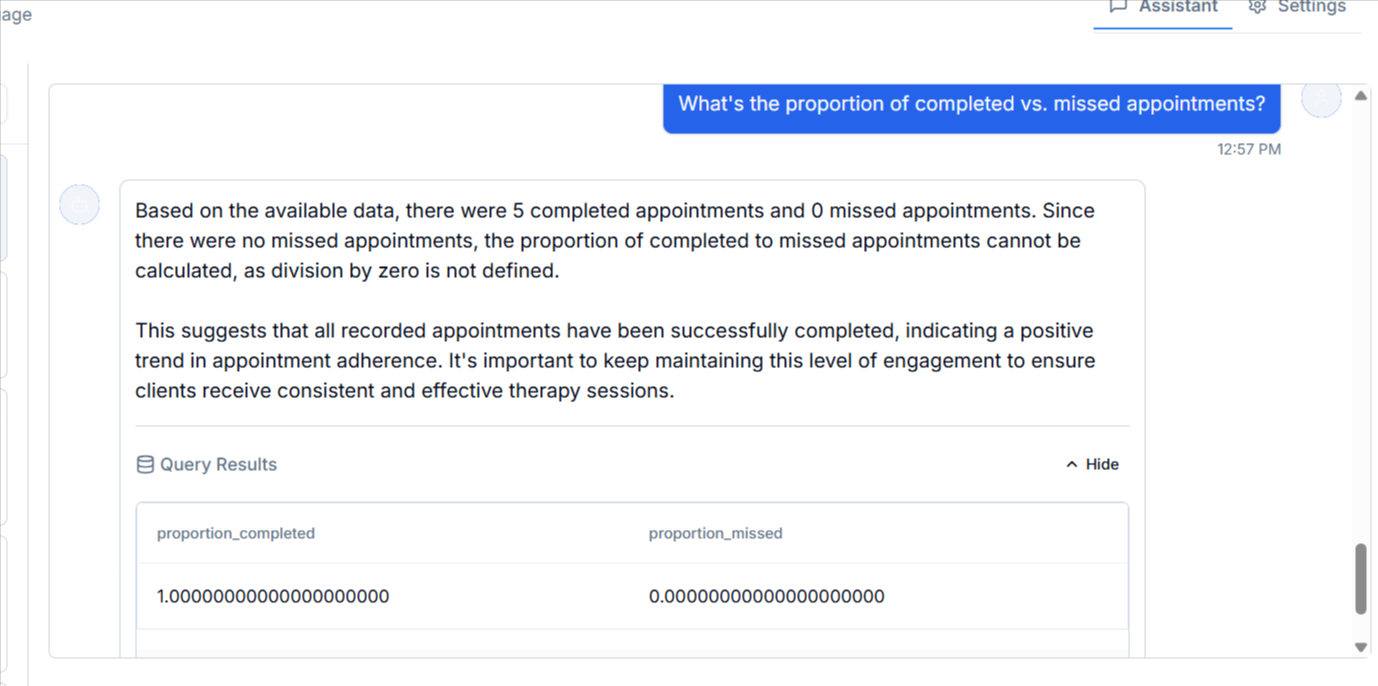 age
Assistant Settings
What's the proportion of completed vs. missed appointments?
12:57 PM
Based on the available data, there were 5 completed appointments and 0 missed appointments. Since
there were no missed appointments, the proportion of completed to missed appointments cannot be
calculated, as division by zero is not defined.
This suggests that all recorded appointments have been successfully completed, indicating a positive
trend in appointment adherence. It's important to keep maintaining this level of engagement to ensure
clients receive consistent and effective therapy sessions.
Query Results Hide
proportion_completed proportion_missed
1.00000000000000000000 0.00000000000000000000